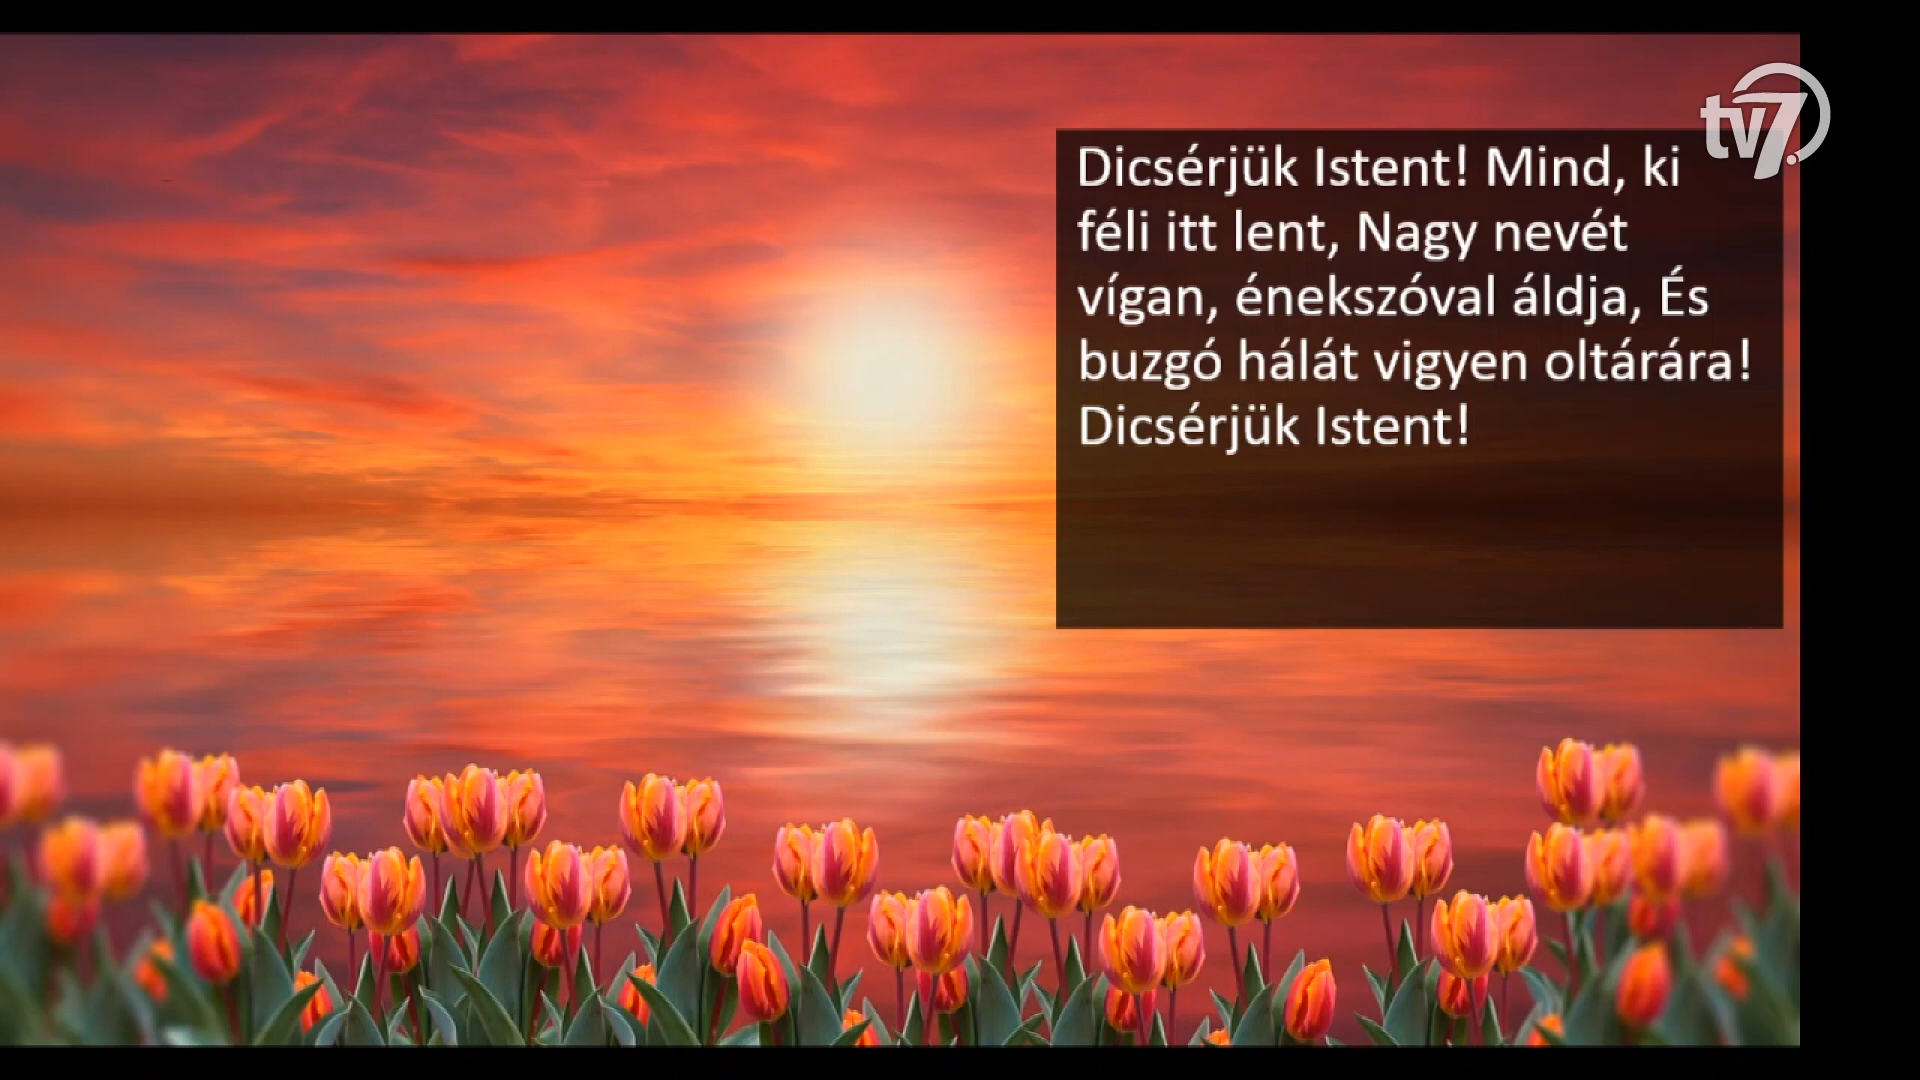 tv7
Dicsérjük Istent! Mind, ki
féli itt lent, Nagy nevét
vígan, énekszóval áldja, És
buzgó hálát vigyen oltárára!
Dicsérjük Istent!